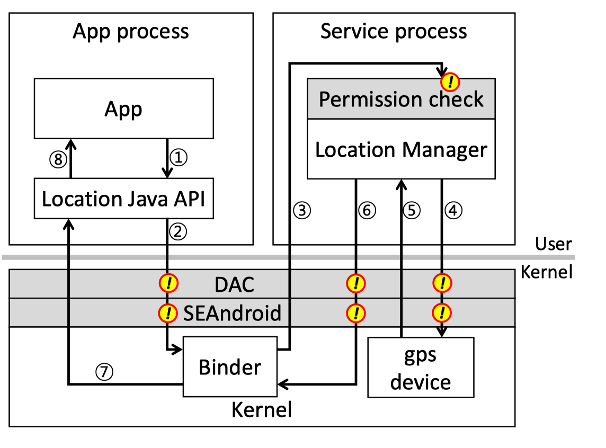 App process
Service process
App
Permission check
Location Manager
⑧
①
Location Java API
②
③
⑥
⑤
④
User
Kernel
!
DAC
!
!
!
SEAndroid
!
!
!
Binder
gps
device
⑦
Kernel